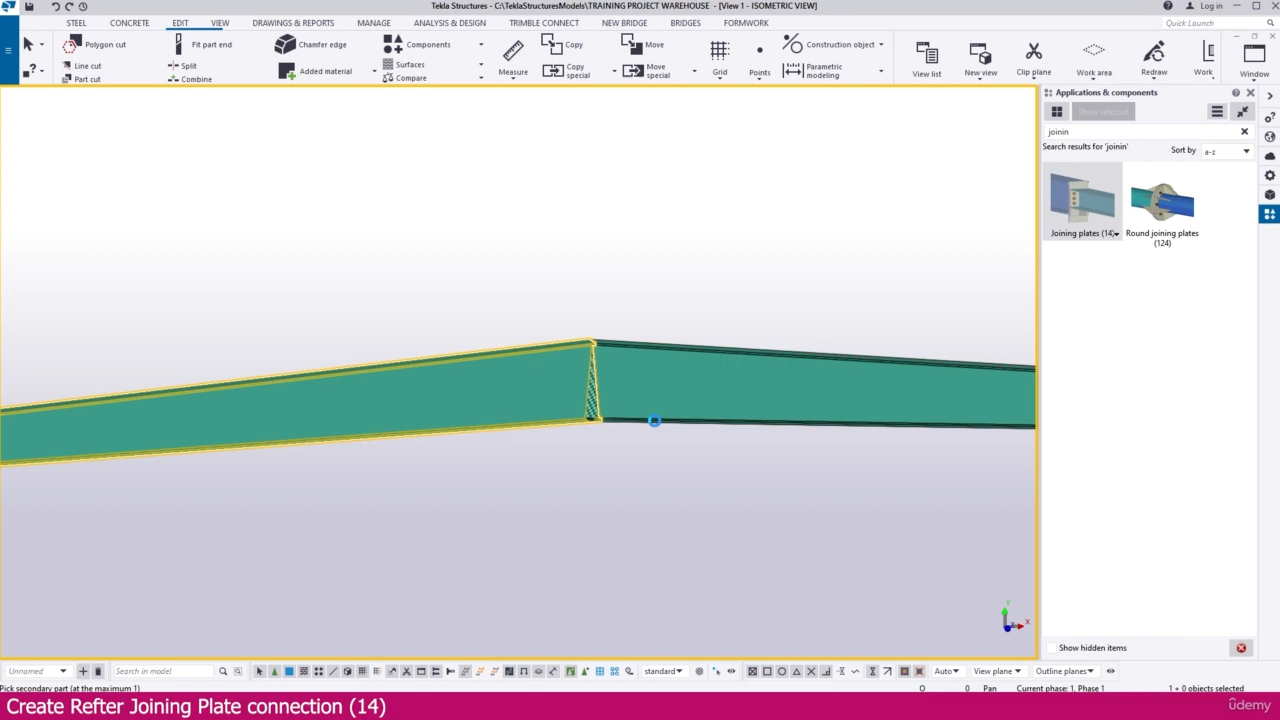 Tekla Structures - C:\TeklaStructuresModels\TRAINING PROJECT WAREHOUSE - [View 1 - ISOMETRIC VIEW]
Log in
STEEL CONCRETE EDIT VIEW DRAWINGS & REPORTS MANAGE ANALYSIS & DESIGN TRIMBLE CONNECT NEW BRIDGE BRIDGES FORMWORK
Quick Launch
Polygon cut
Line cut
Part cut
Fit part end
Split
Combine
Chamfer edge
Added material
Components
Surfaces
Compare
Measure
Copy
Copy special
Move
Move special
Grid
Points
Construction object
Parametric modeling
View list
New view
Clip plane
Work area
Redraw
Work
Window
Applications & components
Show selected
joinin
Search results for 'joinin'
Sort by
a-z
Joining plates (14)
Round joining plates (124)
Y
X
Show hidden items
Unnamed
Search in model
standard
Auto
View plane
Outline planes
Pick secondary part (at the maximum 1)
O
0
Pan
Current phase: 1, Phase 1
1 + 0 objects selected
Create Refter Joining Plate connection (14)
ûdemy